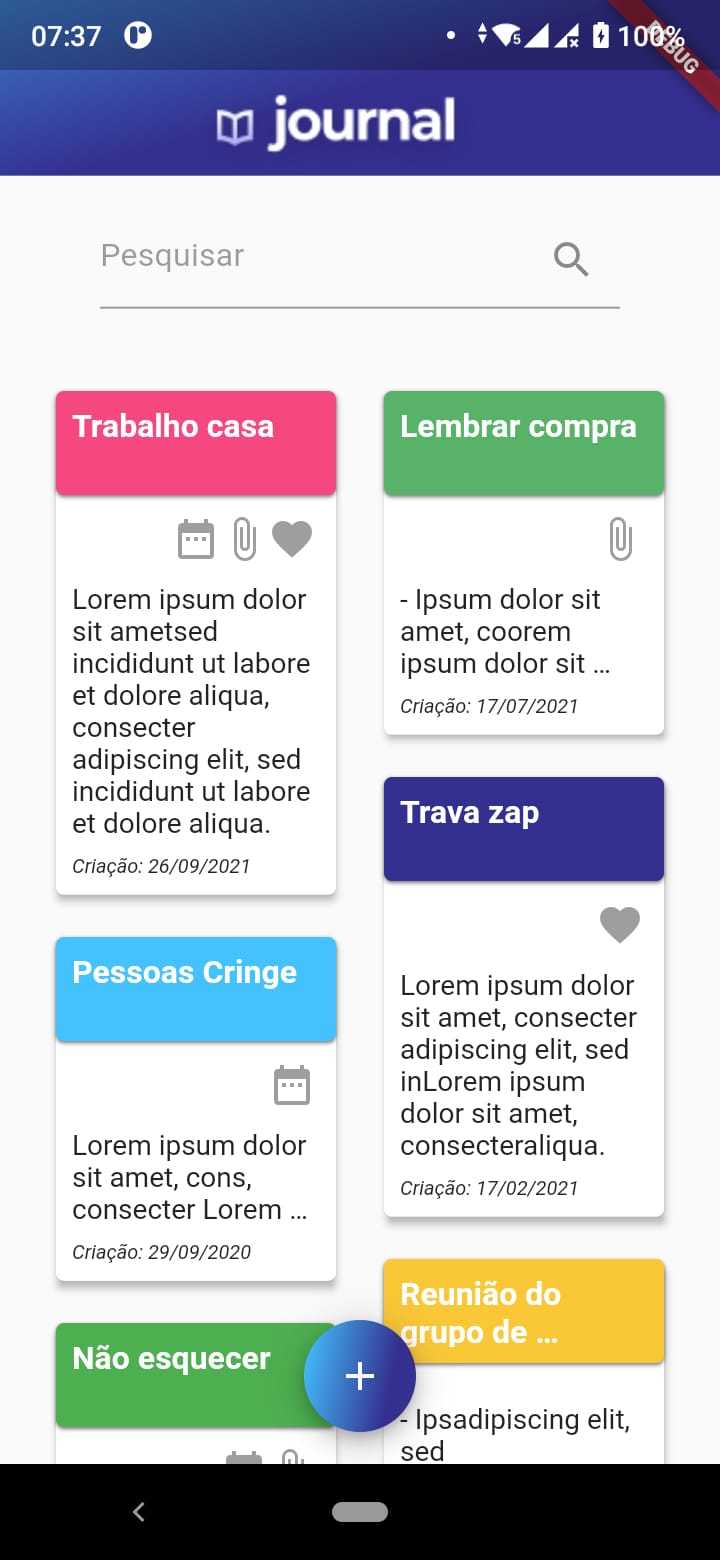 07:37
5
100%
DEBUG
journal
Pesquisar
Trabalho casa
Lorem ipsum dolor
sit ametsed
incididunt ut labore
et dolore aliqua,
consecter
adipiscing elit, sed
incididunt ut labore
et dolore aliqua.
Criação: 26/09/2021
Lembrar compra
- Ipsum dolor sit
amet, coorem
ipsum dolor sit ...
Criação: 17/07/2021
Pessoas Cringe
Lorem ipsum dolor
sit amet, cons,
consecter Lorem ...
Criação: 29/09/2020
Trava zap
Lorem ipsum dolor
sit amet, consecter
adipiscing elit, sed
inLorem ipsum
dolor sit amet,
consecteraliqua.
Criação: 17/02/2021
Não esquecer
Reunião do
grupo de ...
- Ipsadipiscing elit,
sed